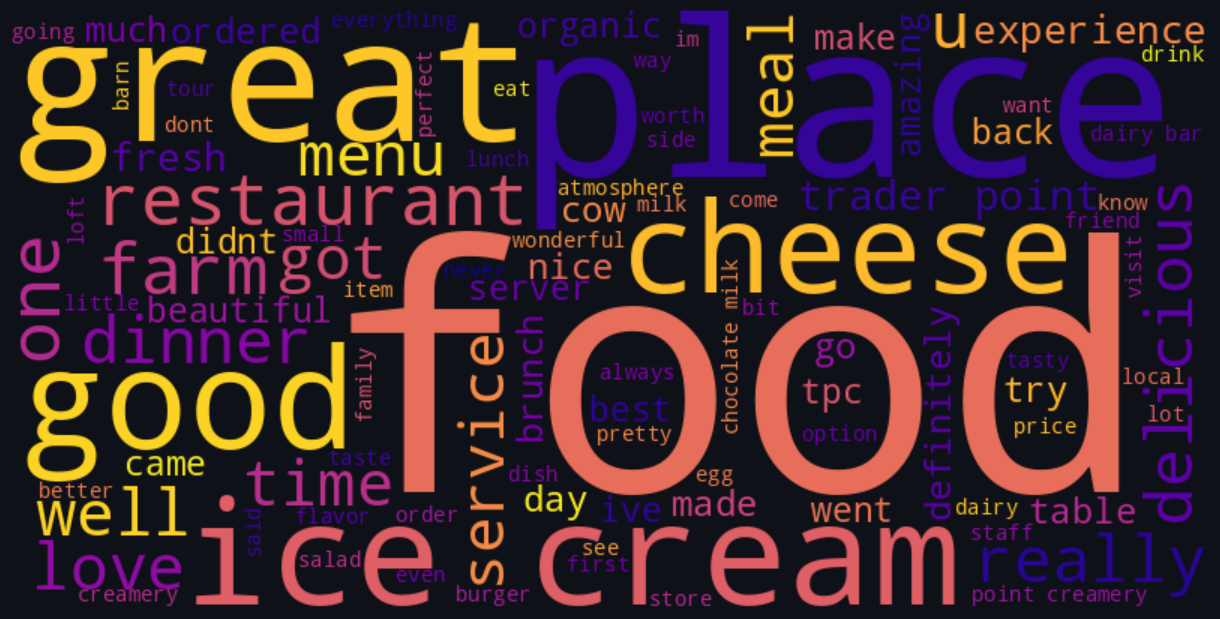 going
much
ordered
everything
organic
im
meal
make
amazing
u
experience
drink
great
place
barn
tour
perfect
eat
way
worth
side
want
back
dairy bar
dont
fresh
menu
lunch
restaurant
atmosphere
cow
milk
come
trader point
know
friend
loft
didnt
small
wonderful
cheese
delicious
one
farm
got
never
nice
server
item
visit
little
beautiful
chocolate milk
bit
dinner
food
brunch
definitely
good
family
service
always
best
pretty
go
tpc
option
tasty
try
price
local
lot
came
taste
time
dish
egg
better
well
day
ive
made
went
dairy
table
said
flavor
order
staff
love
ice cream
salad
even
see
first
really
creamery
burger
store
point creamery